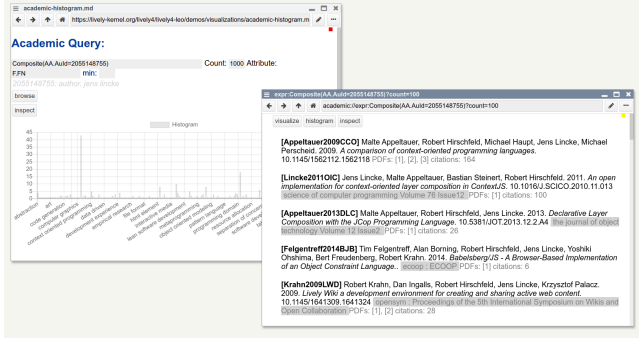 academic-histogram.md
https://lively-kernel.org/lively4/lively4-leo/demos/visualizations/academic-histogram.m
Academic Query:
Composite(AA.AuId=2055148755) Count: 1000 Attribute:
F.FN min:
2055148755: author, jens lincke
browse
inspect
Histogram
45
40
35
30
25
20
15
10
5
0
abstraction
art
code generation
computer graphics
context oriented programming
data driven
development experience
empirical research
file format
html element
interactive media
lean software development
metaprogramming
object oriented modeling
pattern language
programming domain
resource allocation
separation of concern
software deve
expr:Composite(AA.AuId=2055148755)?count=100
academic://expr:Composite(AA.AuId=2055148755)?count=100
visualize histogram inspect
[Appeltauer2009CCO] Malte Appeltauer, Robert Hirschfeld, Michael Haupt, Jens Lincke, Michael
Perscheid. 2009. A comparison of context-oriented programming languages.
10.1145/1562112.1562118 PDFs: [1], [2], [3] citations: 164
[Lincke2011OIC] Jens Lincke, Malte Appeltauer, Bastian Steinert, Robert Hirschfeld. 2011. An open
implementation for context-oriented layer composition in ContextJS. 10.1016/J.SCICO.2010.11.013
science of computer programming Volume 76 Issue12 PDFs: [1] citations: 100
[Appeltauer2013DLC] Malte Appeltauer, Robert Hirschfeld, Jens Lincke. 2013. Declarative Layer
Composition with the JCop Programming Language. 10.5381/JOT.2013.12.2.A4 the journal of object
technology Volume 12 Issue2 PDFs: [1] citations: 26
[Felgentreff2014BJB] Tim Felgentreff, Alan Borning, Robert Hirschfeld, Jens Lincke, Yoshiki
Ohshima, Bert Freudenberg, Robert Krahn. 2014. Babelsberg/JS - A Browser-Based Implementation
of an Object Constraint Language.. ecoop : ECOOP PDFs: [1] citations: 6
[Krahn2009LWD] Robert Krahn, Dan Ingalls, Robert Hirschfeld, Jens Lincke, Krzysztof Palacz.
2009. Lively Wiki a development environment for creating and sharing active web content.
10.1145/1641309.1641324 opensym : Proceedings of the 5th International Symposium on Wikis and
Open Collaboration PDFs: [1], [2] citations: 28